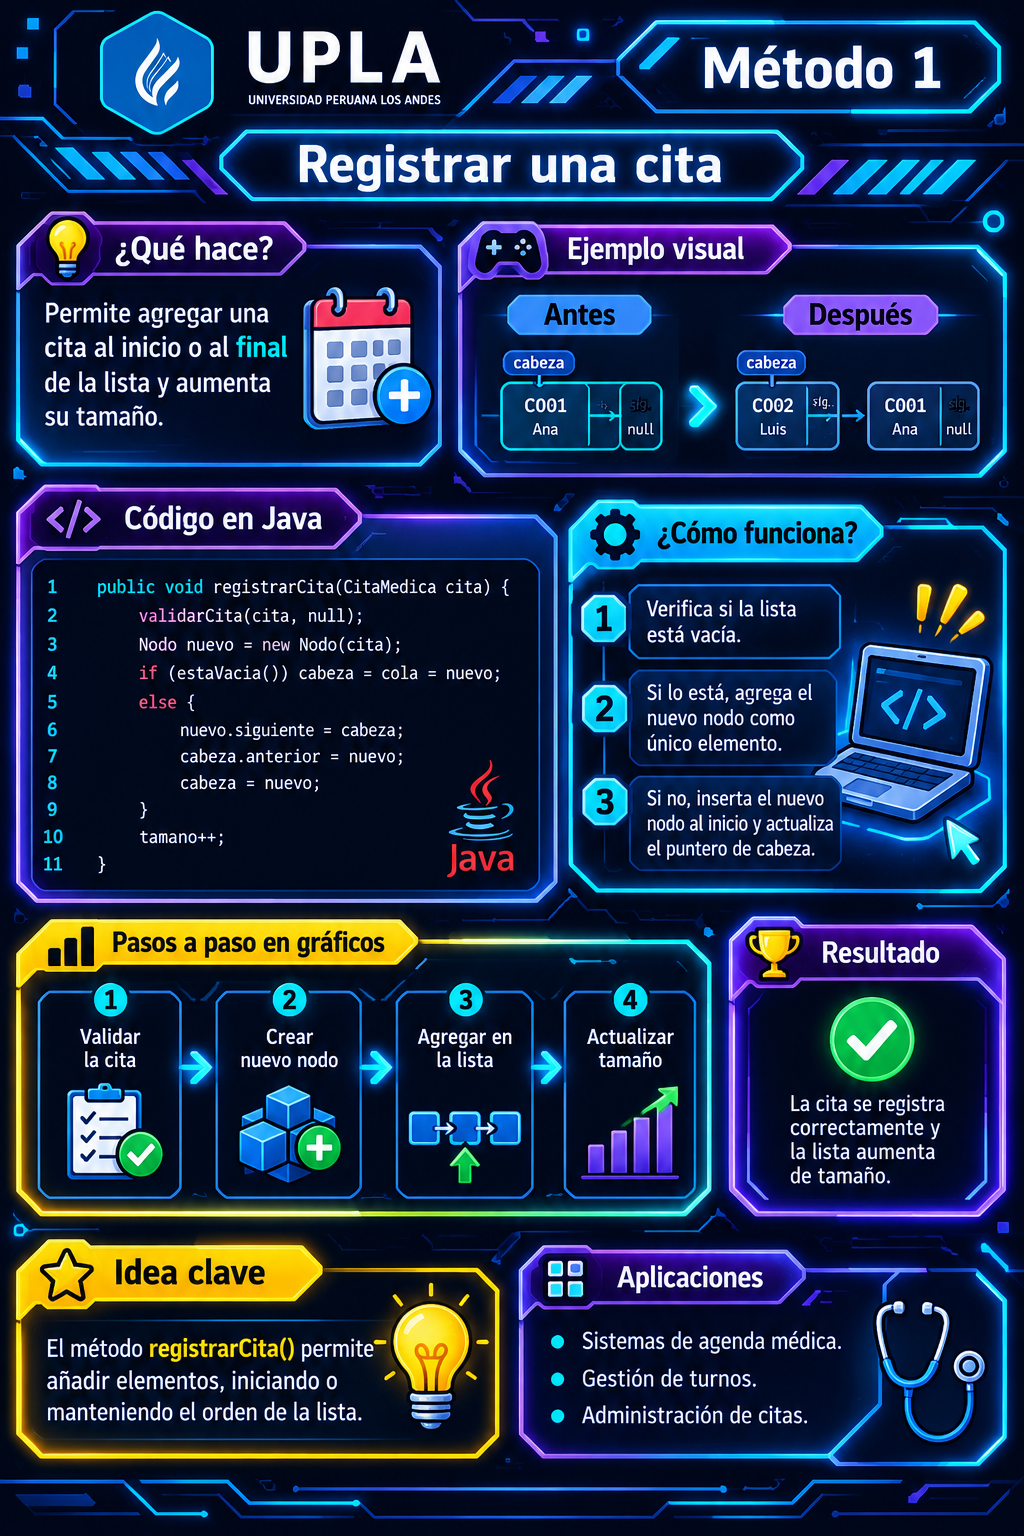 UPLA
UNIVERSIDAD PERUANA LOS ANDES
Método 1
Registrar una cita
¿Qué hace?
Permite agregar una
cita al inicio o al final
de la lista y aumenta
su tamaño.
Ejemplo visual
Antes
cabeza
C001
Ana
sig.
null
Después
cabeza
C002
Luis
sig..
C001
Ana
sig.
null
Código en Java
1 public void registrarCita(CitaMedica cita) {
2 validarCita(cita, null);
3 Nodo nuevo = new Nodo(cita);
4 if (estaVacia()) cabeza = cola = nuevo;
5 else {
6 nuevo.siguiente = cabeza;
7 cabeza.anterior = nuevo;
8 cabeza = nuevo;
9 }
10 tamano++;
11 }
Java
¿Cómo funciona?
1
Verifica si la lista
está vacía.
2
Si lo está, agrega el
nuevo nodo como
único elemento.
3
Si no, inserta el nuevo
nodo al inicio y actualiza
el puntero de cabeza.
</>
Pasos a paso en gráficos
1
Validar
la cita
2
Crear
nuevo nodo
3
Agregar en
la lista
4
Actualizar
tamaño
Resultado
La cita se registra
correctamente y
la lista aumenta
de tamaño.
Idea clave
El método registrarCita() permite
añadir elementos, iniciando o
manteniendo el orden de la lista.
Aplicaciones
Sistemas de agenda médica.
Gestión de turnos.
Administración de citas.